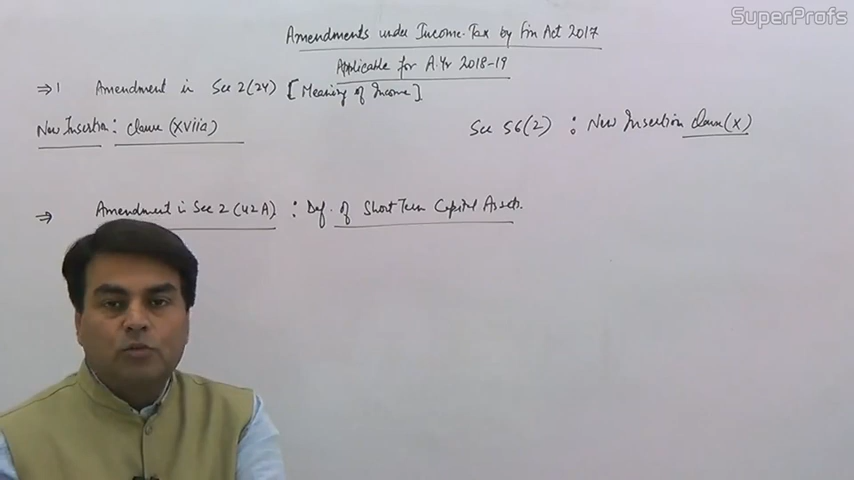 SuperProfs
Amendments under Income Tax by Fin Act 2017
Applicable for A.Yr 2018-19
⇒ 1 Amendment in Sec 2(24) [Meaning of Income]
New Insertion: Clause (xviia) Sec 56(2) : New Insertion clause (x)
⇒ Amendment in Sec 2(42A) : Def. of Short Term Capital Assets.